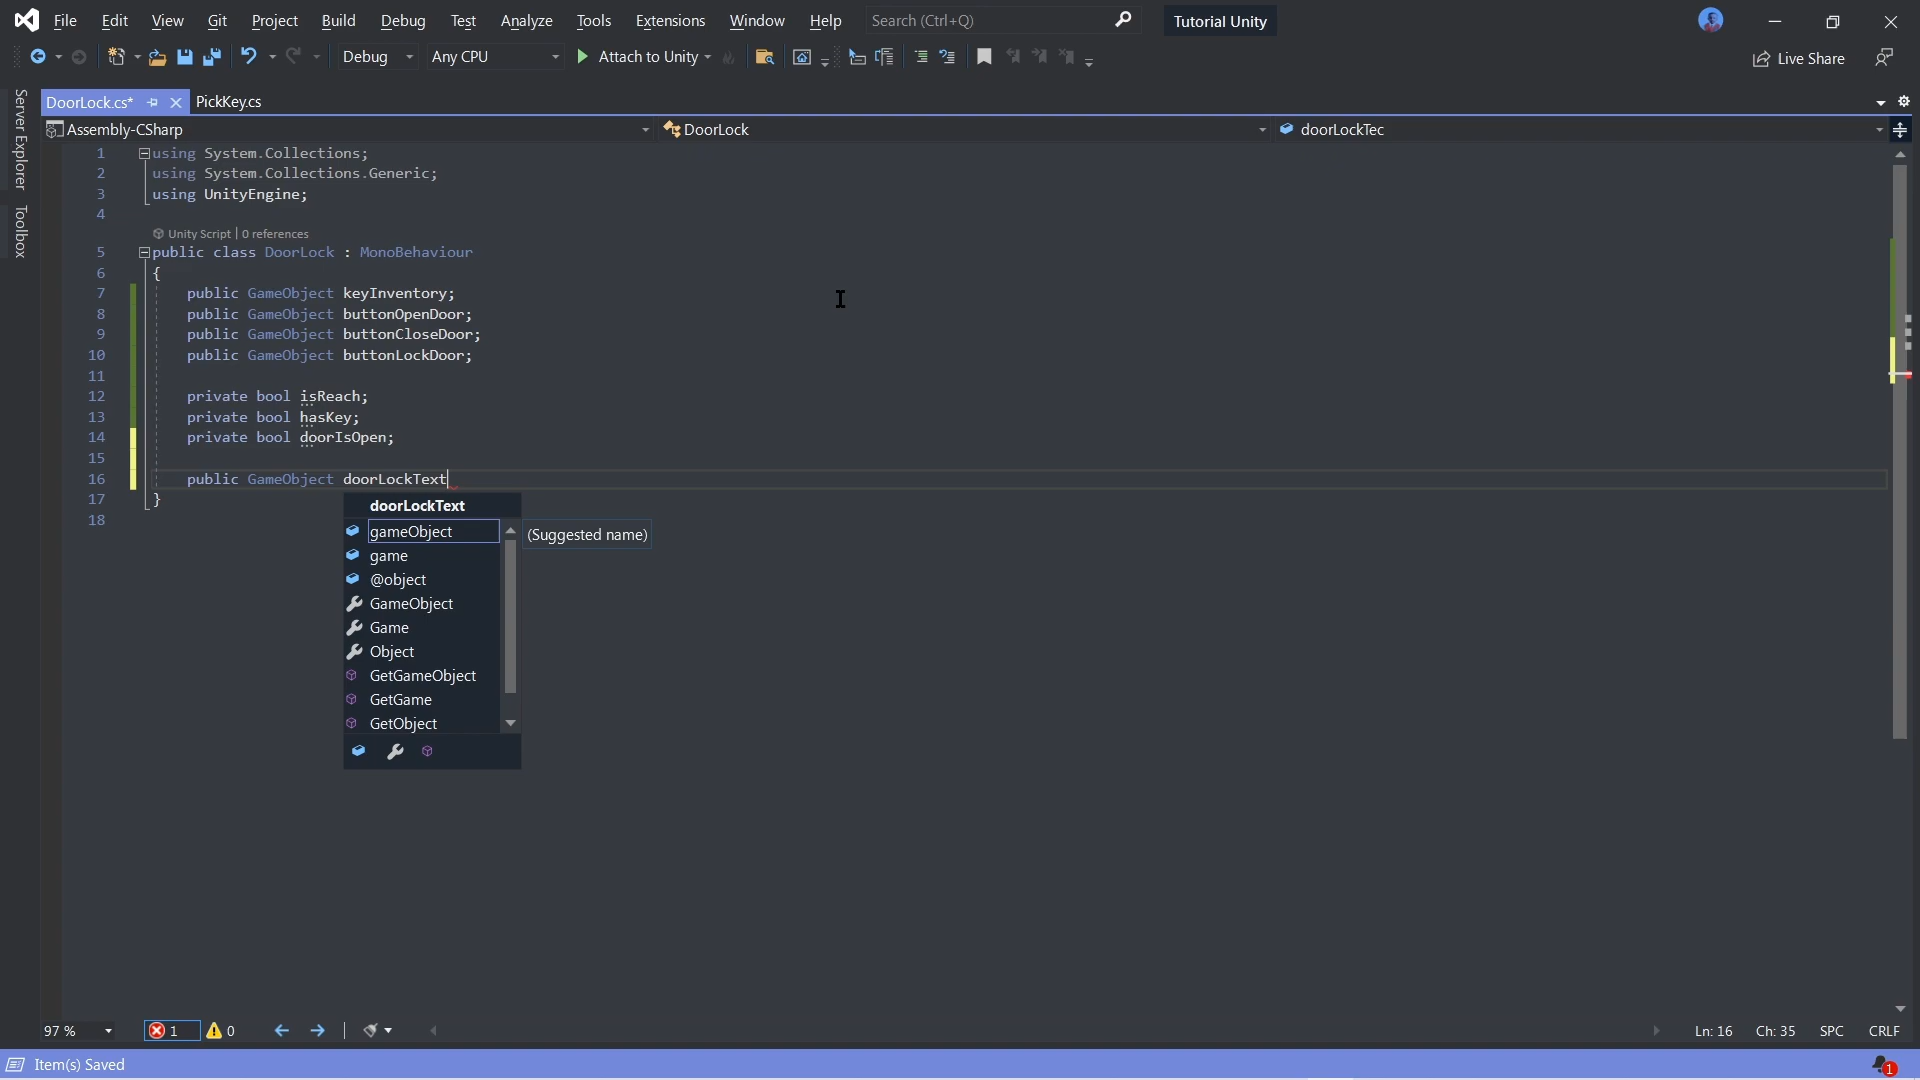 File Edit View Git Project Build Debug Test Analyze Tools Extensions Window Help Search (Ctrl+Q) Tutorial Unity
Debug Any CPU Attach to Unity Live Share
Server Explorer
Toolbox
DoorLock.cs* PickKey.cs
Assembly-CSharp DoorLock doorLockTec
1 using System.Collections;
2 using System.Collections.Generic;
3 using UnityEngine;
4
Unity Script | 0 references
5 public class DoorLock : MonoBehaviour
6 {
7 public GameObject keyInventory;
8 public GameObject buttonOpenDoor;
9 public GameObject buttonCloseDoor;
10 public GameObject buttonLockDoor;
11
12 private bool isReach;
13 private bool hasKey;
14 private bool doorIsOpen;
15
16 public GameObject doorLockText
17 }
18
doorLockText
gameObject (Suggested name)
game
@object
GameObject
Game
Object
GetGameObject
GetGame
GetObject
97 % 1 0 Ln: 16 Ch: 35 SPC CRLF
Item(s) Saved 1